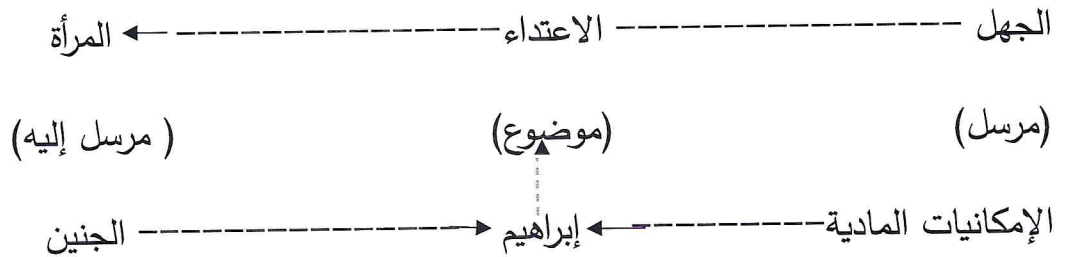 الجهل الاعتداء المرأة
(مرسل) (موضوع) ( مرسل إليه)
الإمكانيات المادية إبراهيم الجنين